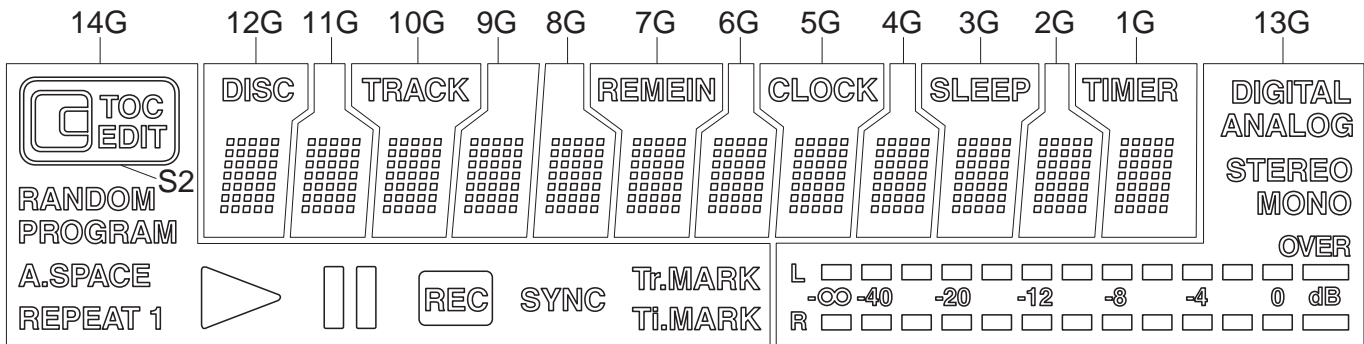 14G 12G 11G 10G 9G 8G 7G 6G 5G 4G 3G 2G 1G 13G
DISC TRACK REMEIN CLOCK SLEEP TIMER
TOC
EDIT
S2
RANDOM
PROGRAM
A.SPACE
REPEAT 1
REC
SYNC
Tr.MARK
Ti.MARK
DIGITAL
ANALOG
STEREO
MONO
OVER
L
-∞ -40 -20 -12 -8 -4 0 dB
R